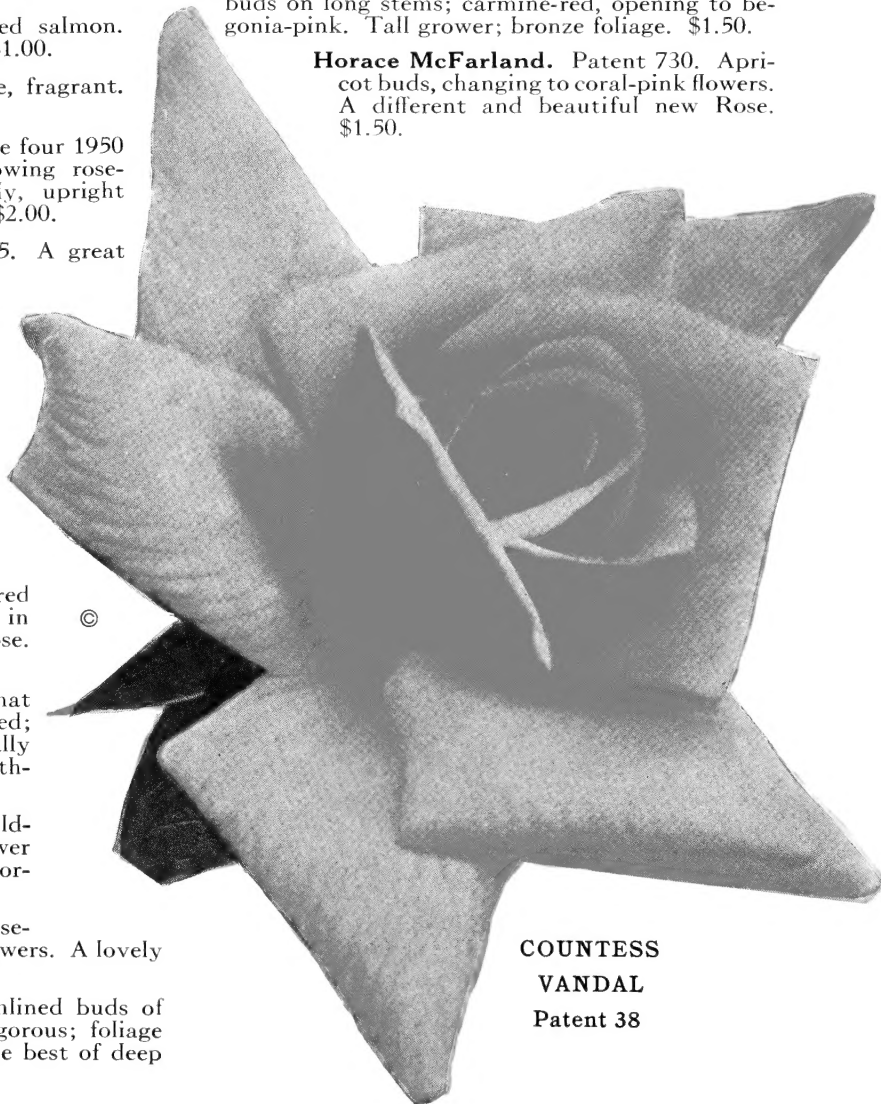 ed salmon.
$1.00.
e, fragrant.
e four 1950
owing rose-
ly, upright
$2.00.
5. A great
buds on long stems; carmine-red, opening to be-
gonia-pink. Tall grower; bronze foliage. $1.50.
Horace McFarland. Patent 730. Apri-
cot buds, changing to coral-pink flowers.
A different and beautiful new Rose.
$1.50.
red
in
se.
©
hat
ed;
lly
th-
ld-
ver
or-
se-
wers. A lovely
nlined buds of
gorous; foliage
e best of deep
COUNTESS
VANDAL
Patent 38